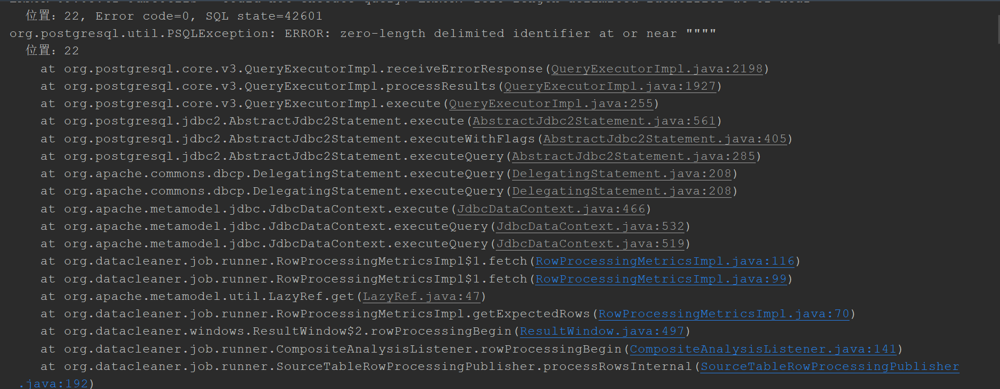 位置：22, Error code=0, SQL state=42601
org.postgresql.util.PSQLException: ERROR: zero-length delimited identifier at or near """"
位置：22
at org.postgresql.core.v3.QueryExecutorImpl.receiveErrorResponse(QueryExecutorImpl.java:2198)
at org.postgresql.core.v3.QueryExecutorImpl.processResults(QueryExecutorImpl.java:1927)
at org.postgresql.core.v3.QueryExecutorImpl.execute(QueryExecutorImpl.java:255)
at org.postgresql.jdbc2.AbstractJdbc2Statement.execute(AbstractJdbc2Statement.java:561)
at org.postgresql.jdbc2.AbstractJdbc2Statement.executeWithFlags(AbstractJdbc2Statement.java:405)
at org.postgresql.jdbc2.AbstractJdbc2Statement.executeQuery(AbstractJdbc2Statement.java:285)
at org.apache.commons.dbcp.DelegatingStatement.executeQuery(DelegatingStatement.java:208)
at org.apache.commons.dbcp.DelegatingStatement.executeQuery(DelegatingStatement.java:208)
at org.apache.metamodel.jdbc.JdbcDataContext.execute(JdbcDataContext.java:466)
at org.apache.metamodel.jdbc.JdbcDataContext.executeQuery(JdbcDataContext.java:532)
at org.apache.metamodel.jdbc.JdbcDataContext.executeQuery(JdbcDataContext.java:519)
at org.datacleaner.job.runner.RowProcessingMetricsImpl$1.fetch(RowProcessingMetricsImpl.java:116)
at org.datacleaner.job.runner.RowProcessingMetricsImpl$1.fetch(RowProcessingMetricsImpl.java:99)
at org.apache.metamodel.util.LazyRef.get(LazyRef.java:47)
at org.datacleaner.job.runner.RowProcessingMetricsImpl.getExpectedRows(RowProcessingMetricsImpl.java:70)
at org.datacleaner.windows.ResultWindow$2.rowProcessingBegin(ResultWindow.java:497)
at org.datacleaner.job.runner.CompositeAnalysisListener.rowProcessingBegin(CompositeAnalysisListener.java:141)
at org.datacleaner.job.runner.SourceTableRowProcessingPublisher.processRowsInternal(SourceTableRowProcessingPublisher
.java:192)